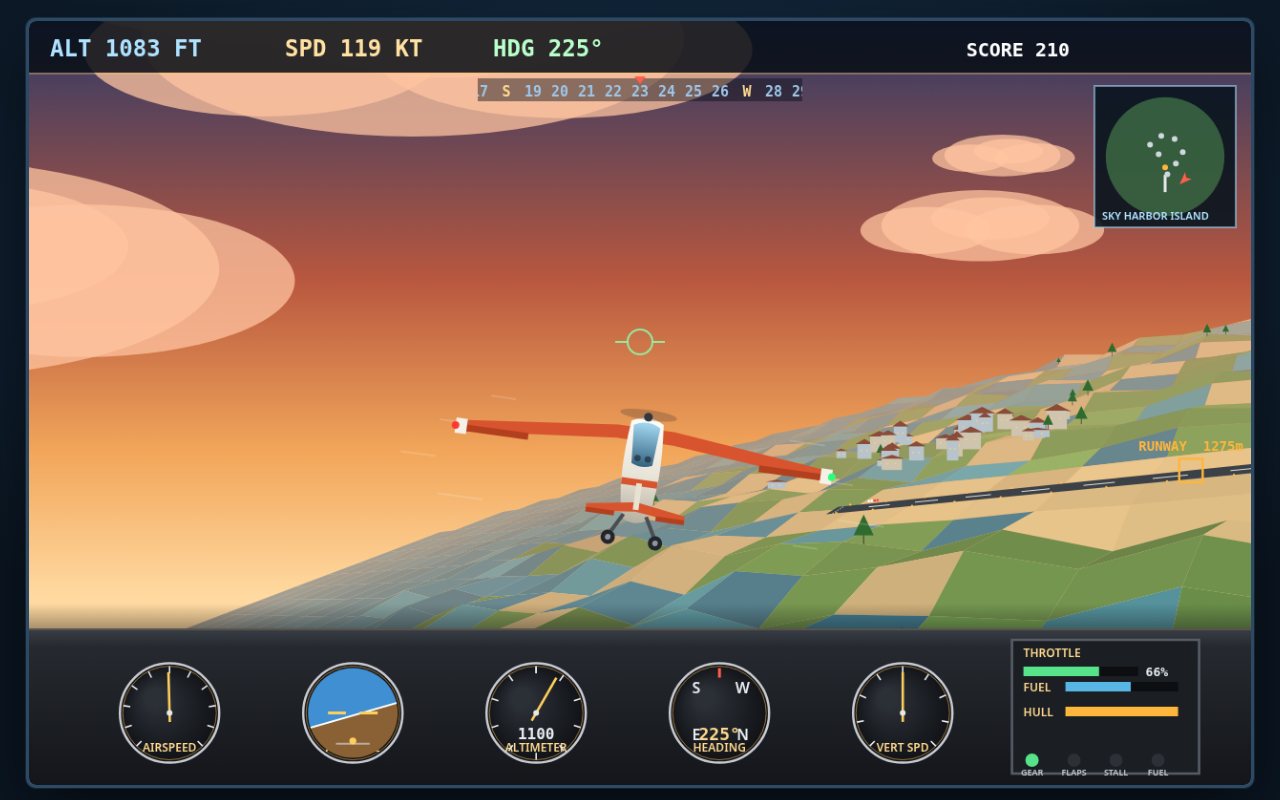 ALT 1083 FT
SPD 119 KT
HDG 225°
SCORE 210
S 19 20 21 22 23 24 25 26 W 28
SKY HARBOR ISLAND
RUNWAY 1275m
AIRSPEED
1100
ALTIMETER
S W
E 225° N
HEADING
VERT SPD
THROTTLE
66%
FUEL
HULL
GEAR FLAPS STALL FUEL